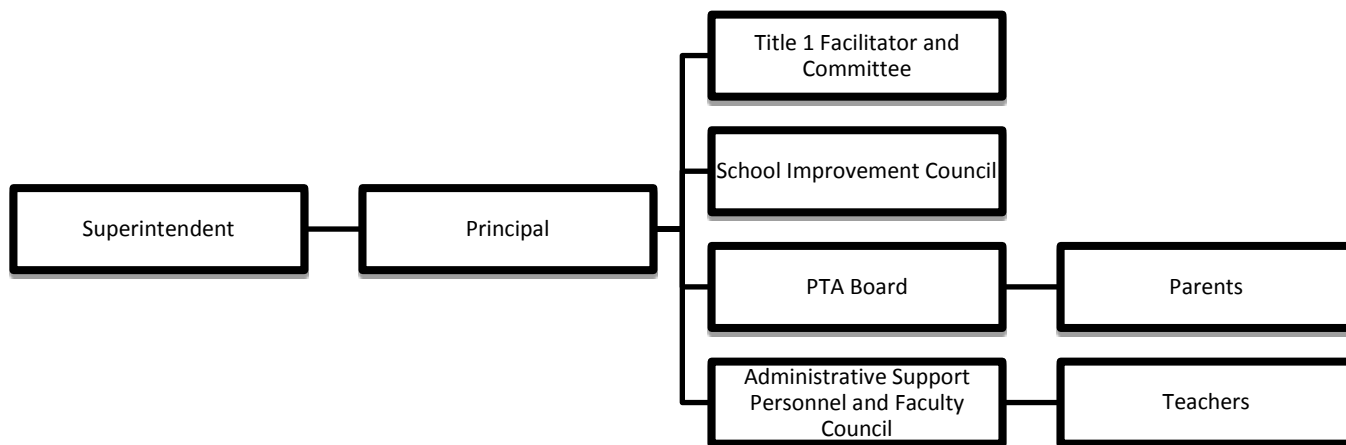 Superintendent
Principal
Title 1 Facilitator and
Committee
School Improvement Council
PTA Board
Parents
Administrative Support
Personnel and Faculty
Council
Teachers